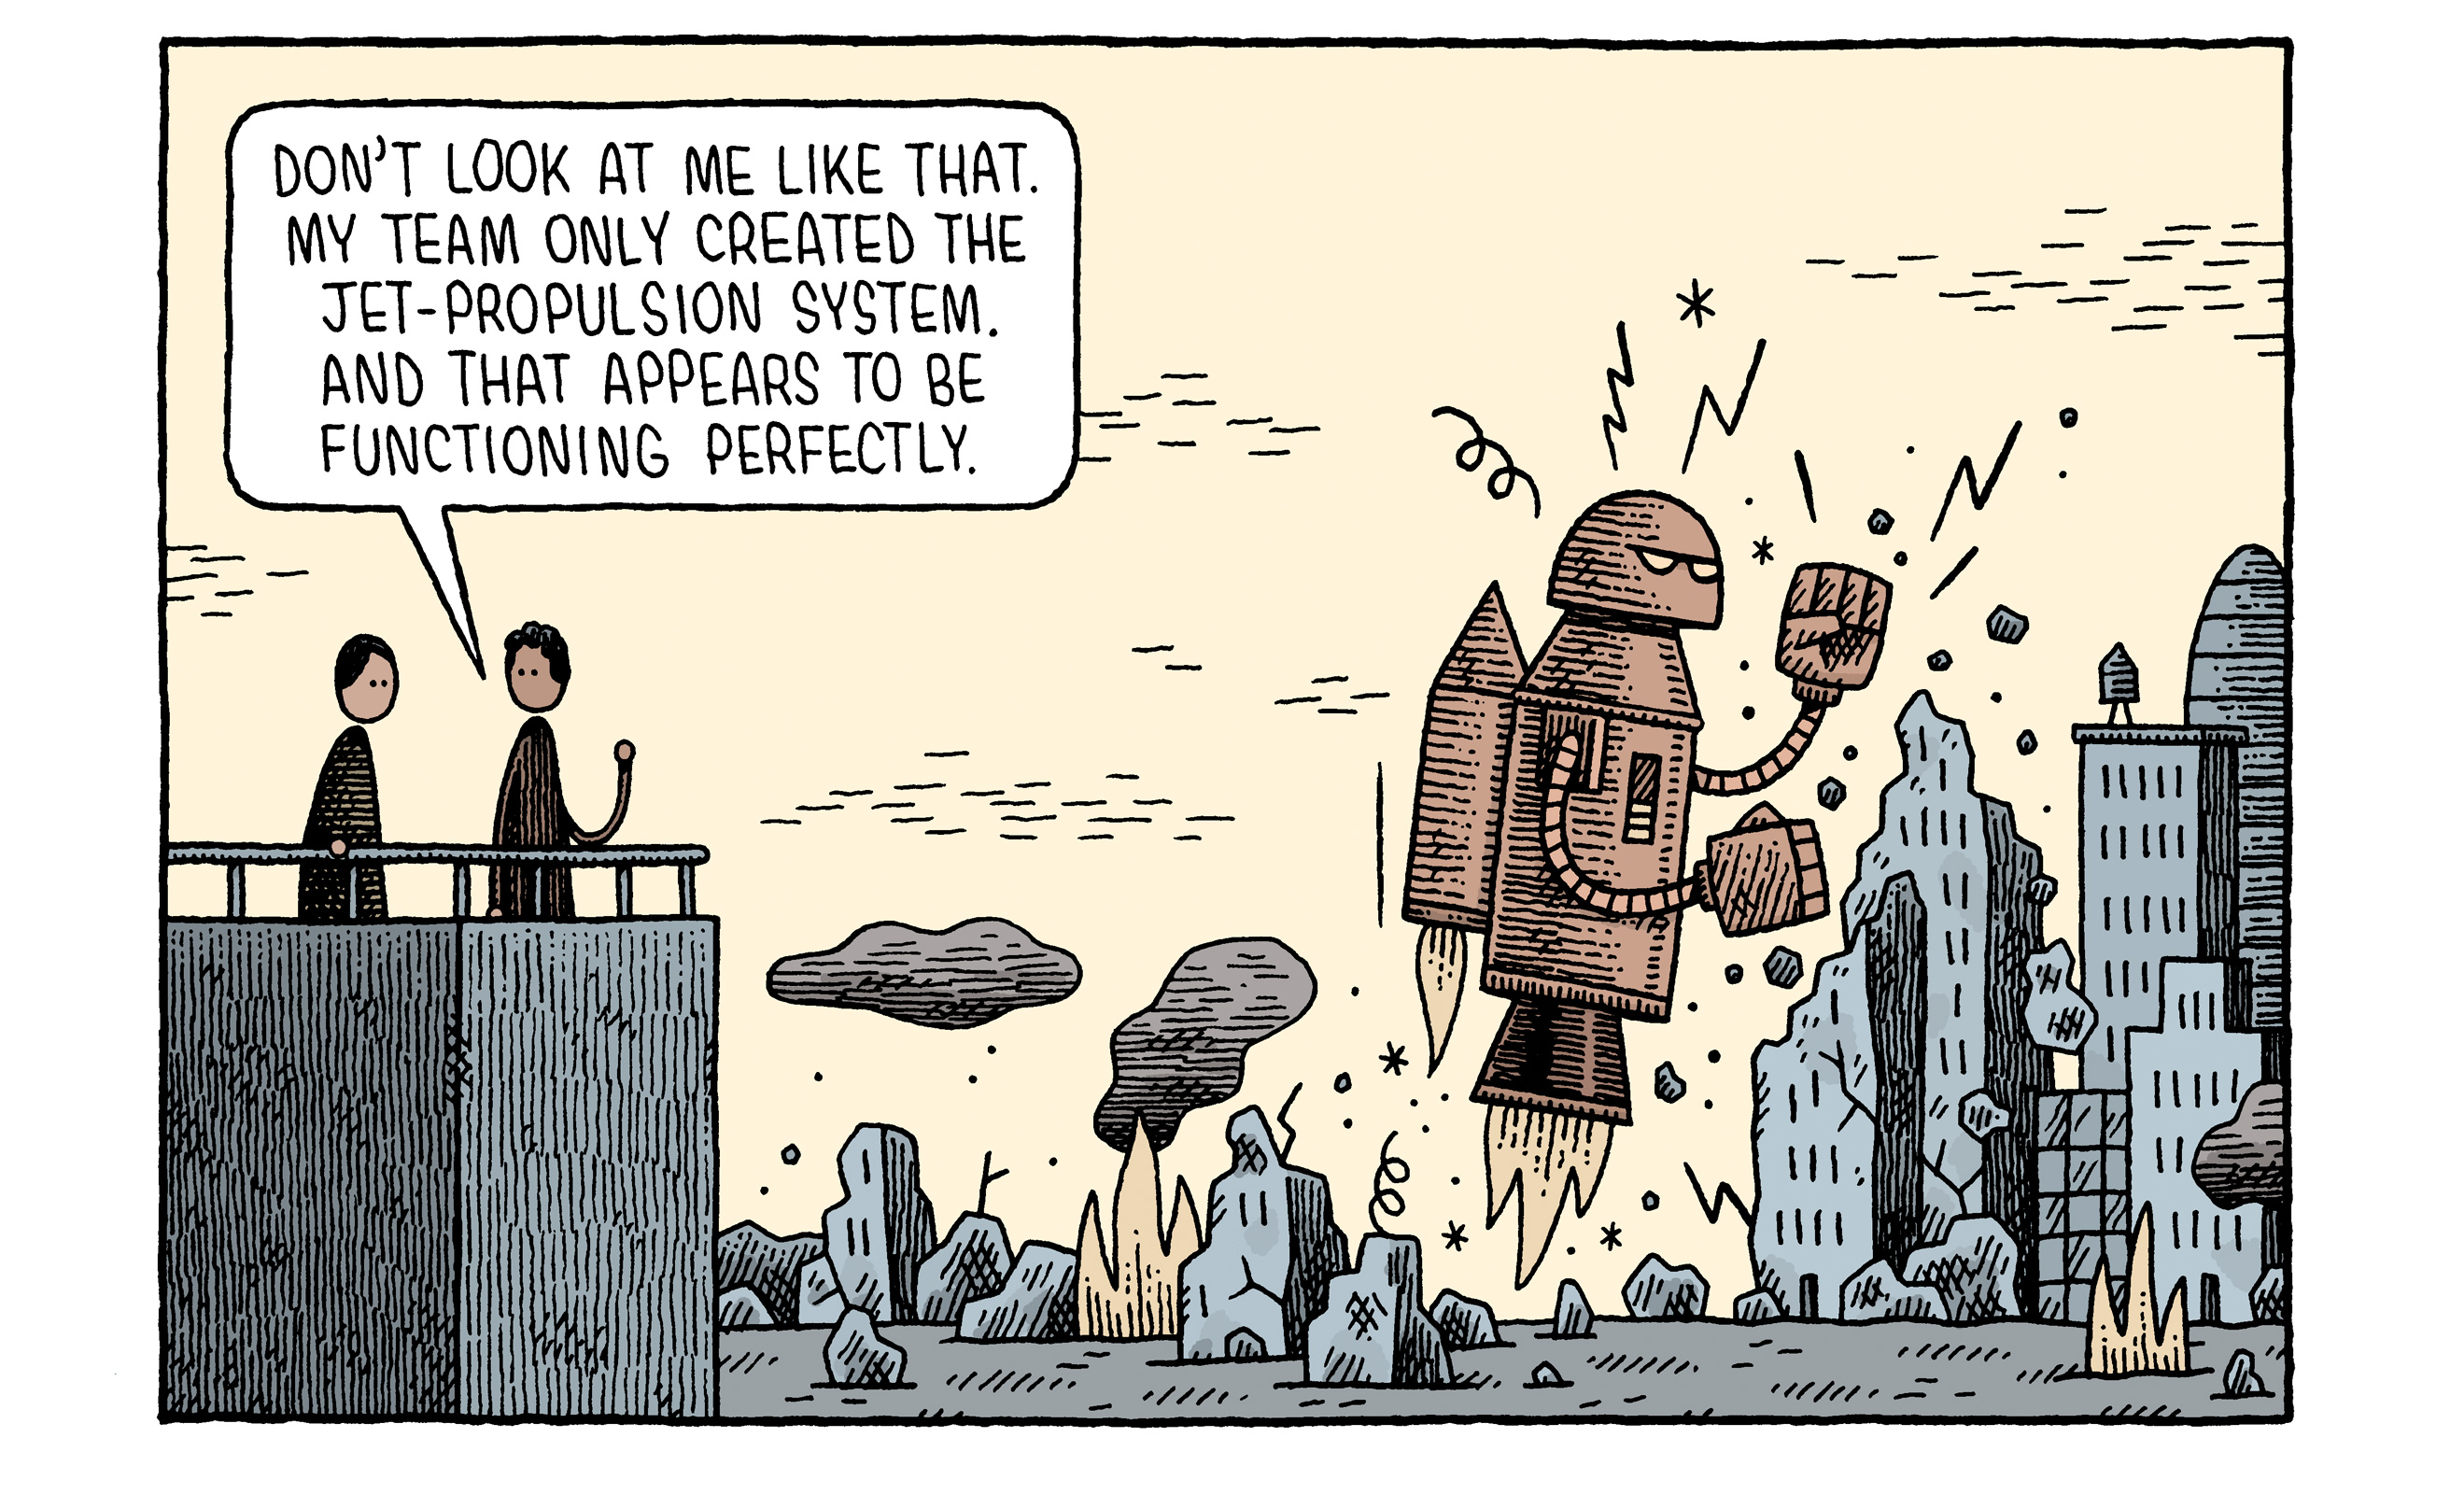 DON'T LOOK AT ME LIKE THAT.
MY TEAM ONLY CREATED THE
JET-PROPULSION SYSTEM.
AND THAT APPEARS TO BE
FUNCTIONING PERFECTLY.